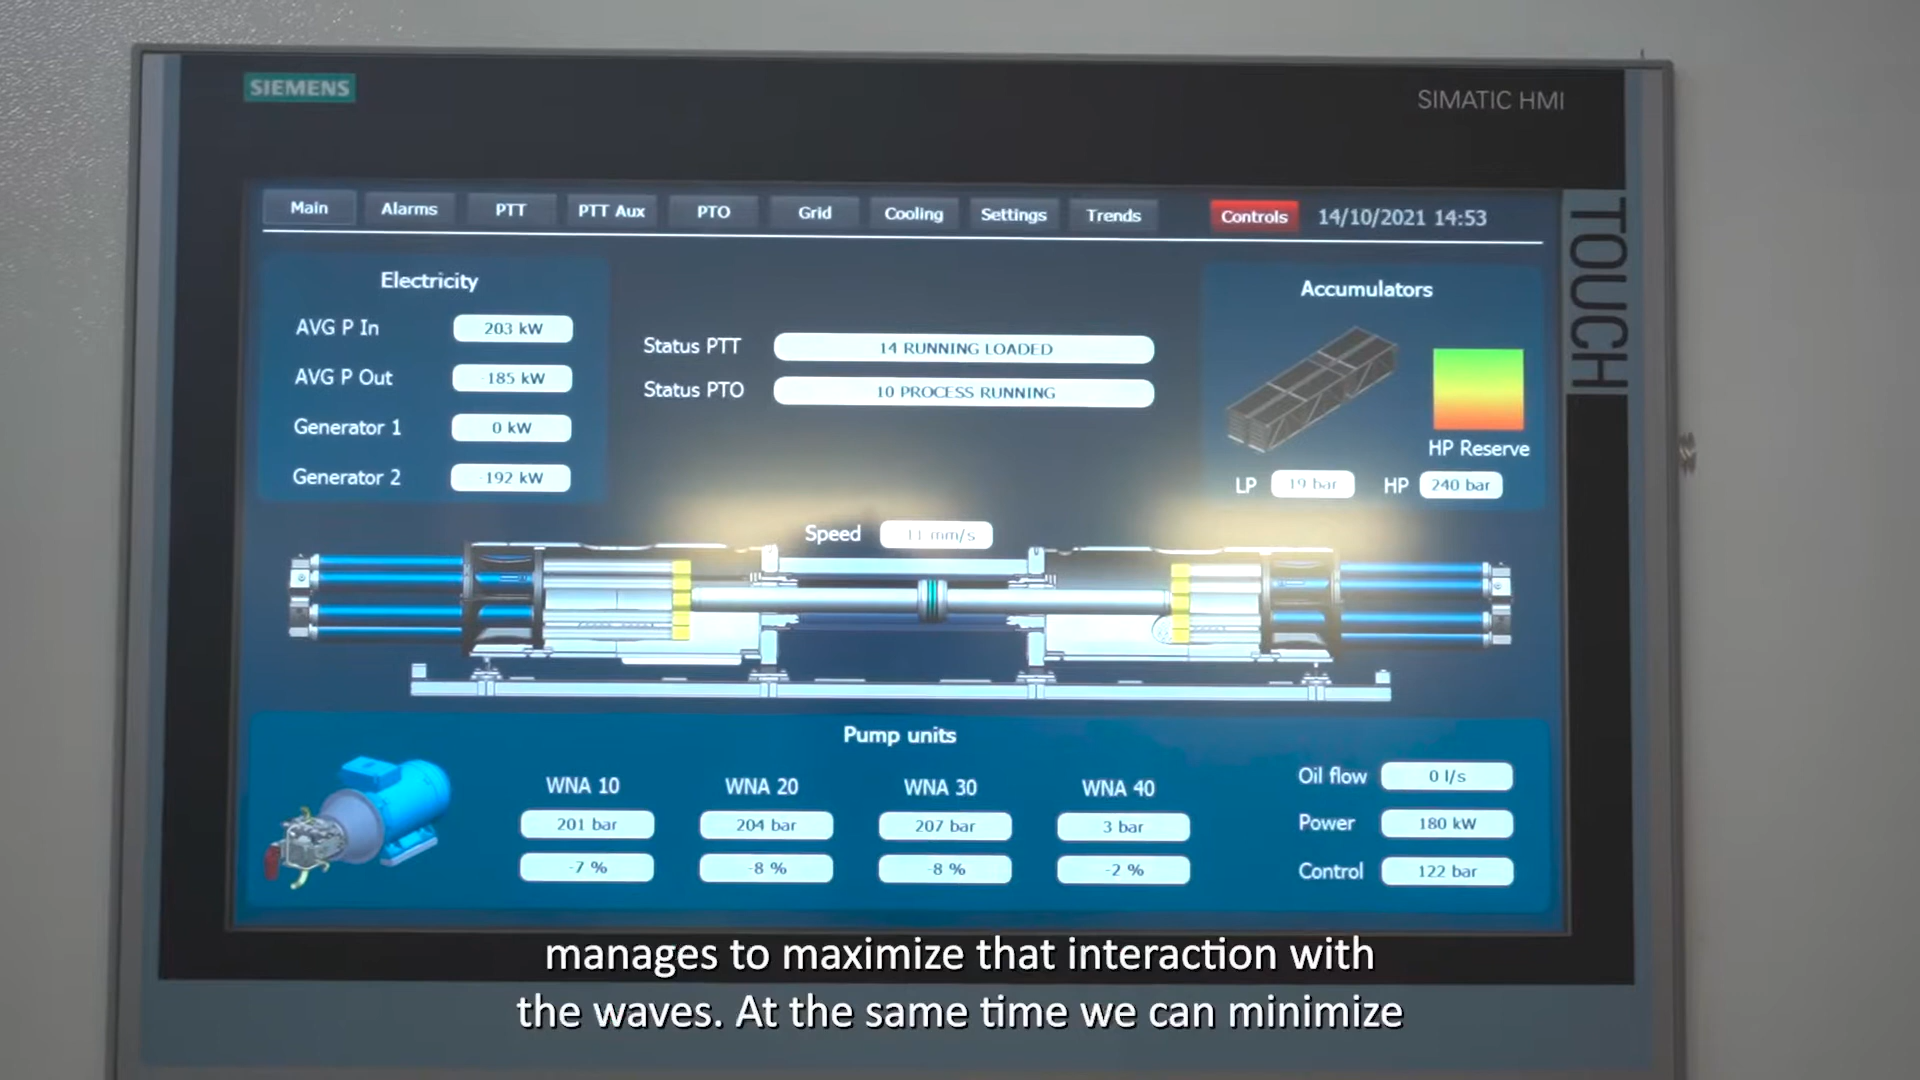 SIEMENS
SIMATIC HMI
TOUCH
Main Alarms PTT PTT Aux PTO Grid Cooling Settings Trends Controls 14/10/2021 14:53
Electricity
AVG P In 203 kW
AVG P Out -185 kW
Generator 1 0 kW
Generator 2 -192 kW
Status PTT 14 RUNNING LOADED
Status PTO 10 PROCESS RUNNING
Accumulators
HP Reserve
LP 19 bar HP 240 bar
Speed 11 mm/s
Pump units
WNA 10 WNA 20 WNA 30 WNA 40
201 bar 204 bar 207 bar 3 bar
-7 % -8 % -8 % -2 %
Oil flow 0 l/s
Power 180 kW
Control 122 bar
manages to maximize that interaction with
the waves. At the same time we can minimize